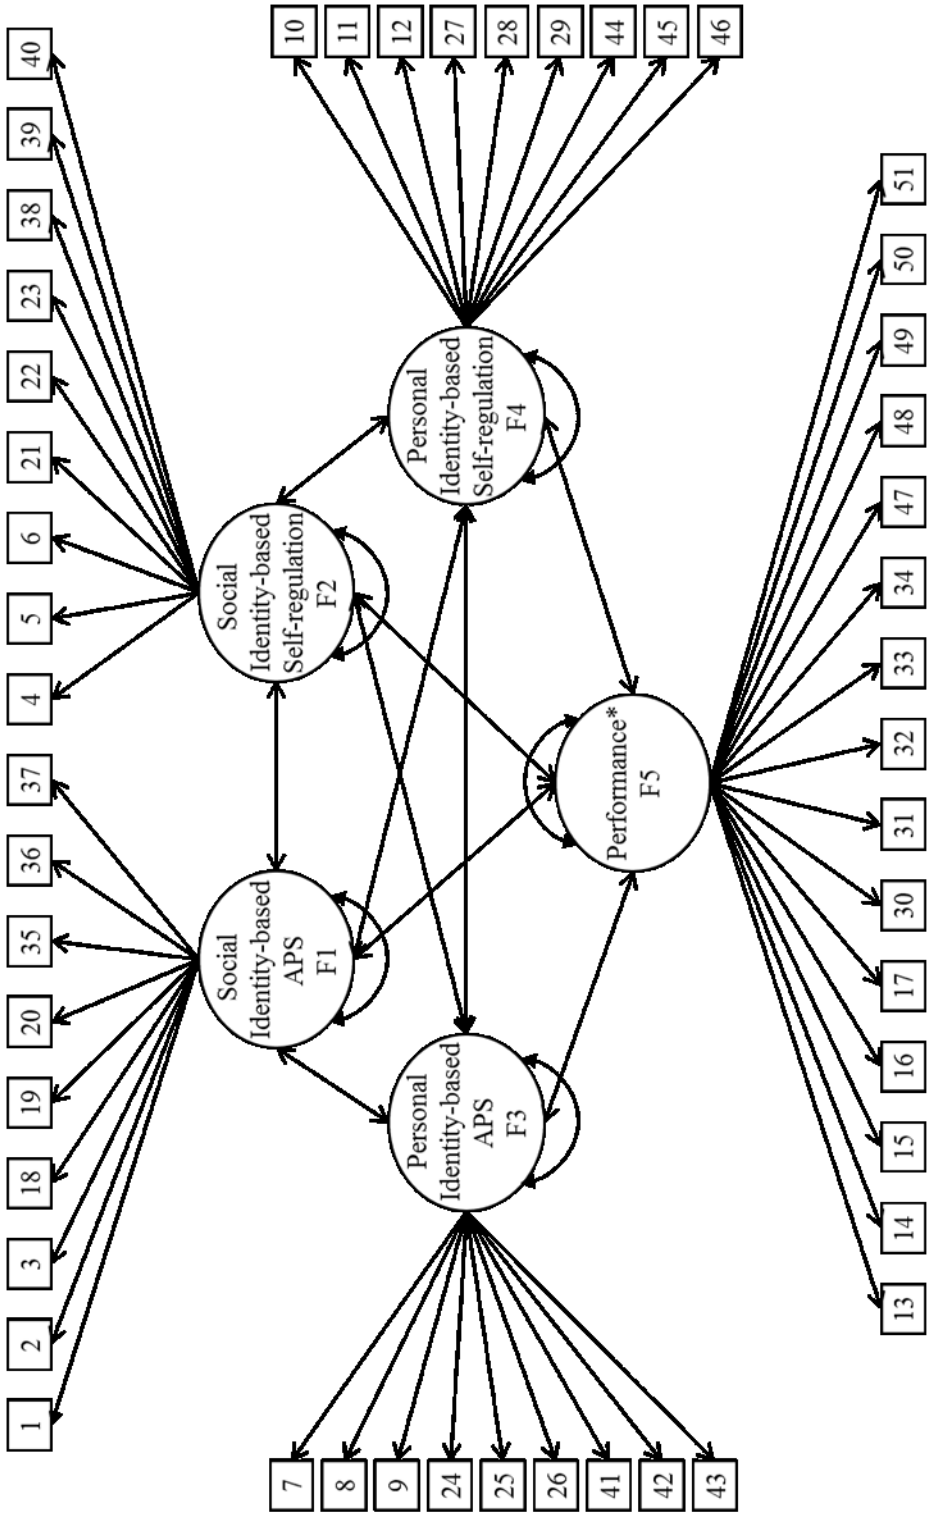 1
2
3
18
19
20
35
36
37
4
5
6
21
22
23
38
39
40
Social
Identity-based
APS
F1
Social
Identity-based
Self-regulation
F2
7
8
9
24
25
26
41
42
43
Personal
Identity-based
APS
F3
Personal
Identity-based
Self-regulation
F4
10
11
12
27
28
29
44
45
46
Performance*
F5
13
14
15
16
17
30
31
32
33
34
47
48
49
50
51